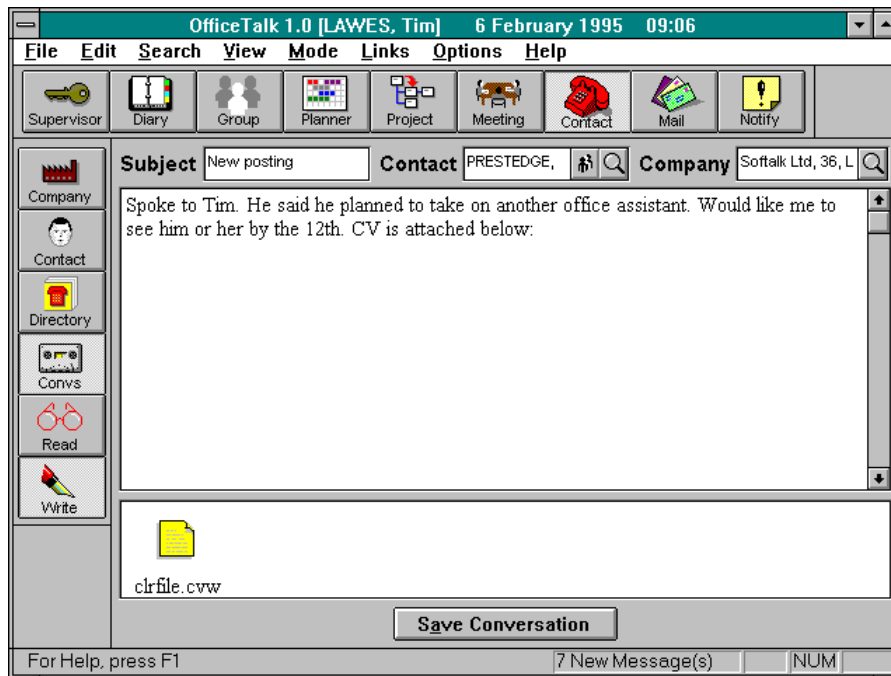 OfficeTalk 1.0 [LAWES, Tim] 6 February 1995 09:06
File Edit Search View Mode Links Options Help
Supervisor Diary Group Planner Project Meeting Contact Mail Notify
Subject New posting Contact PRESTEDGE, Company Softalk Ltd, 36, L
Company
Contact
Directory
Convs
Read
Write
Spoke to Tim. He said he planned to take on another office assistant. Would like me to
see him or her by the 12th. CV is attached below:
clrfile.cvw
Save Conversation
For Help, press F1 7 New Message(s) NUM